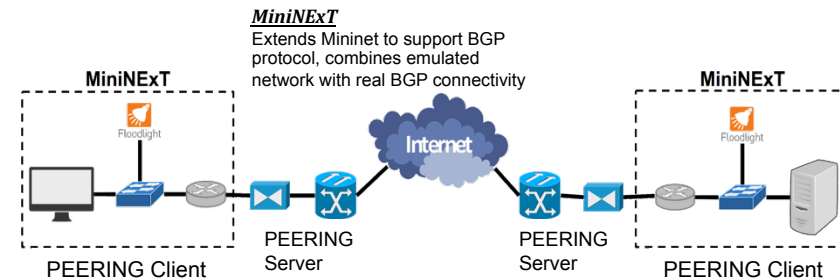 MiniNExT
Extends Mininet to support BGP
protocol, combines emulated
network with real BGP connectivity
MiniNExT
Floodlight
Internet
MiniNExT
Floodlight
PEERING Client
PEERING
Server
PEERING
Server
PEERING Client